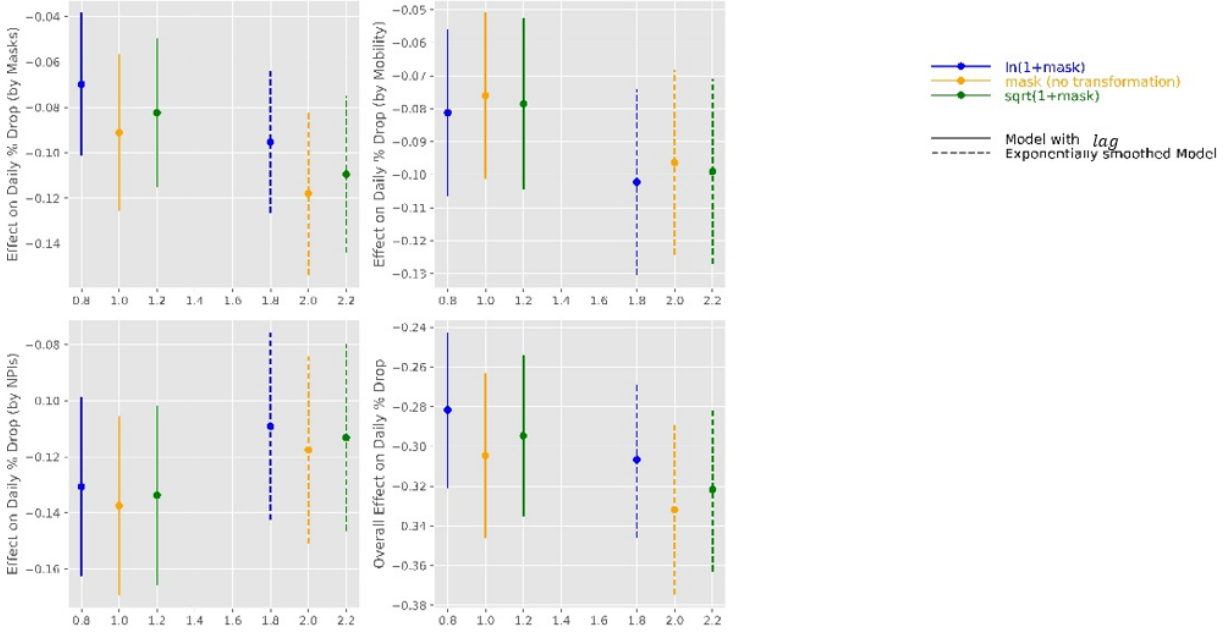 −0.04
−0.06
−0.08
−0.10
−0.12
−0.14
Effect on Daily % Drop (by Masks)
0.8 1.0 1.2 1.4 1.6 1.8 2.0 2.2
−0.05
−0.06
−0.07
−0.08
−0.09
−0.10
−0.11
−0.12
−0.13
Effect on Daily % Drop (by Mobility)
0.8 1.0 1.2 1.4 1.6 1.8 2.0 2.2
ln(1+mask)
mask (no transformation)
sqrt(1+mask)
Model with lag
Exponentially smoothed Model
−0.08
0.10
−0.12
−0.14
−0.16
Effect on Daily % Drop (by NPIs)
0.8 1.0 1.2 1.4 1.6 1.8 2.0 2.2
−0.24
−0.26
−0.28
−0.30
−0.32
−0.34
−0.36
−0.38
Overall Effect on Daily % Drop
0.8 1.0 1.2 1.4 1.6 1.8 2.0 2.2